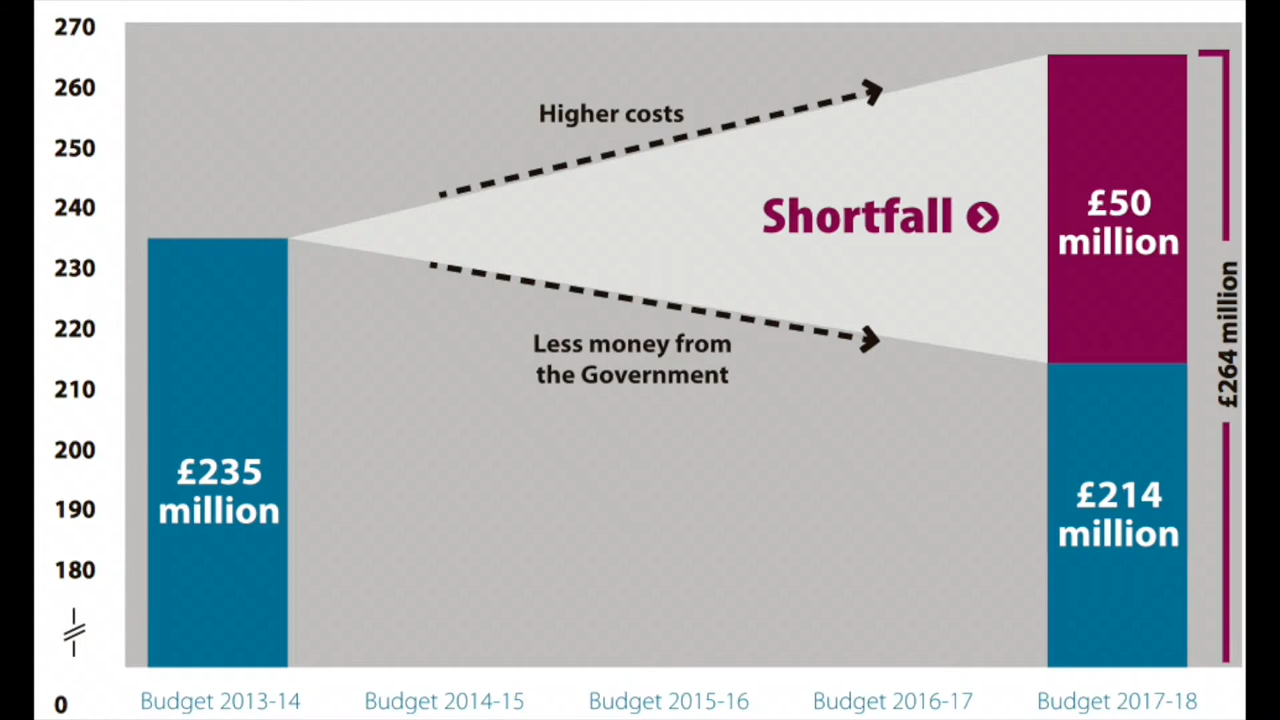 270
260
250
240
230
220
210
200
190
180
0
Higher costs
Shortfall
Less money from
the Government
£235
million
£50
million
£214
million
£264 million
Budget 2013-14
Budget 2014-15
Budget 2015-16
Budget 2016-17
Budget 2017-18